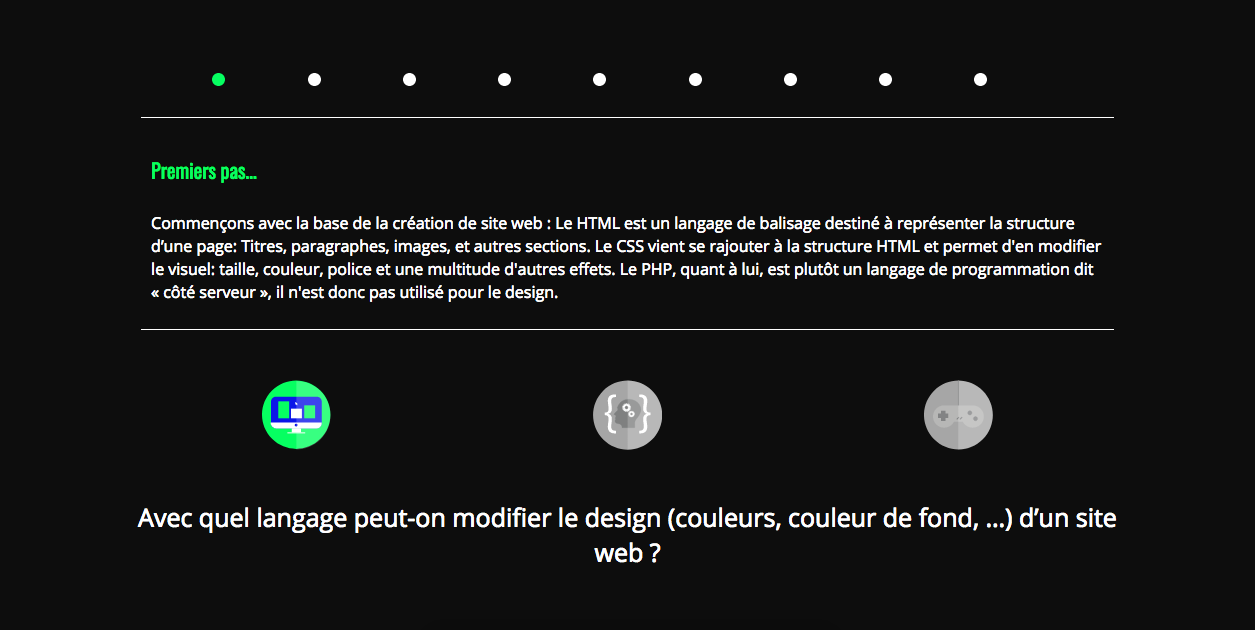 Premiers pas...
Commençons avec la base de la création de site web : Le HTML est un langage de balisage destiné à représenter la structure
d’une page: Titres, paragraphes, images, et autres sections. Le CSS vient se rajouter à la structure HTML et permet d'en modifier
le visuel: taille, couleur, police et une multitude d'autres effets. Le PHP, quant à lui, est plutôt un langage de programmation dit
« côté serveur », il n'est donc pas utilisé pour le design.
{ }
Avec quel langage peut-on modifier le design (couleurs, couleur de fond, ...) d’un site
web ?